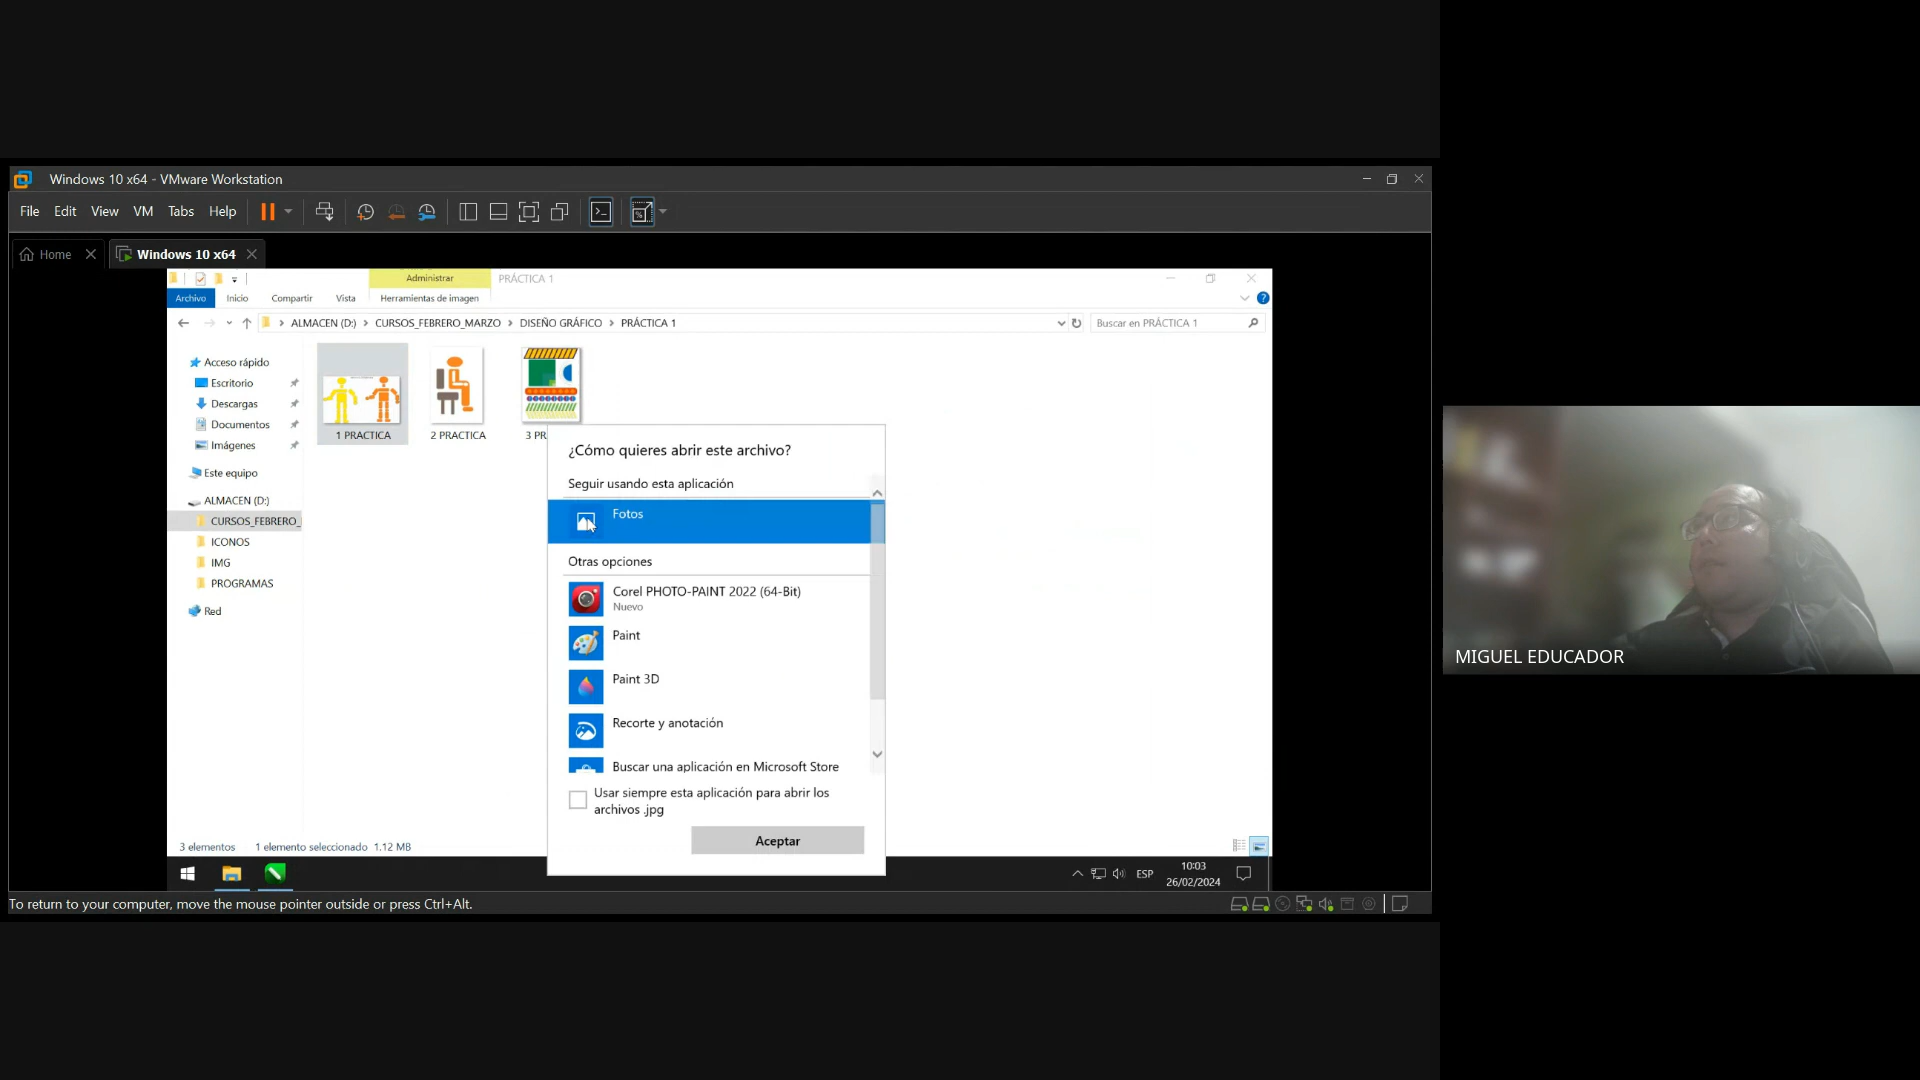 Windows 10 x64 - VMware Workstation
File Edit View VM Tabs Help
Home
Windows 10 x64
Administrar
PRÁCTICA 1
Archivo Inicio Compartir Vista Herramientas de imagen
ALMACEN (D:) > CURSOS_FEBRERO_MARZO > DISEÑO GRÁFICO > PRÁCTICA 1
Buscar en PRÁCTICA 1
Acceso rápido
Escritorio
Descargas
Documentos
Imágenes
Este equipo
ALMACEN (D:)
CURSOS_FEBRERO_
ICONOS
IMG
PROGRAMAS
Red
1 PRACTICA
2 PRACTICA
3 PR
¿Cómo quieres abrir este archivo?
Seguir usando esta aplicación
Fotos
Otras opciones
Corel PHOTO-PAINT 2022 (64-Bit)
Nuevo
Paint
Paint 3D
Recorte y anotación
Buscar una aplicación en Microsoft Store
Usar siempre esta aplicación para abrir los
archivos .jpg
Aceptar
3 elementos 1 elemento seleccionado 1.12 MB
ESP
10:03
26/02/2024
To return to your computer, move the mouse pointer outside or press Ctrl+Alt.
MIGUEL EDUCADOR